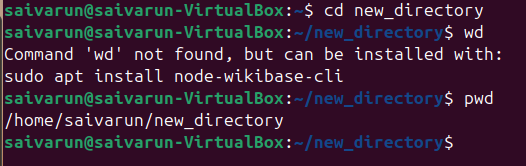 saivarun@saivarun-VirtualBox:~$ cd new_directory
saivarun@saivarun-VirtualBox:~/new_directory$ wd
Command 'wd' not found, but can be installed with:
sudo apt install node-wikibase-cli
saivarun@saivarun-VirtualBox:~/new_directory$ pwd
/home/saivarun/new_directory
saivarun@saivarun-VirtualBox:~/new_directory$